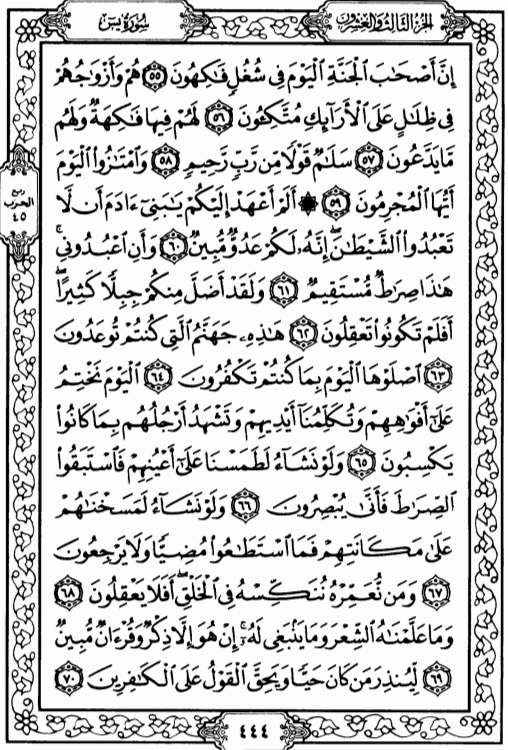 الجزء الثالث والعشرون
سورة يس
إِنَّ أَصْحَٰبَ ٱلْجَنَّةِ ٱلْيَوْمَ فِى شُغُلٍ فَٰكِهُونَ ٥٥ هُمْ وَأَزْوَٰجُهُمْ
فِى ظِلَٰلٍ عَلَى ٱلْأَرَآئِكِ مُتَّكِـُٔونَ ٥٦ لَهُمْ فِيهَا فَٰكِهَةٌ وَلَهُم
مَّا يَدَّعُونَ ٥٧ سَلَٰمٌ قَوْلًا مِّن رَّبٍّ رَّحِيمٍ ٥٨ وَٱمْتَٰزُوا۟ ٱلْيَوْمَ
أَيُّهَا ٱلْمُجْرِمُونَ ٥٩ ۞ أَلَمْ أَعْهَدْ إِلَيْكُمْ يَٰبَنِىٓ ءَادَمَ أَن لَّا
ربع
الحزب
٤٥
تَعْبُدُوا۟ ٱلشَّيْطَٰنَ ۖ إِنَّهُۥ لَكُمْ عَدُوٌّ مُّبِينٌ ٦٠ وَأَنِ ٱعْبُدُونِى ۚ
هَٰذَا صِرَٰطٌ مُّسْتَقِيمٌ ٦١ وَلَقَدْ أَضَلَّ مِنكُمْ جِبِلًّا كَثِيرًا ۖ
أَفَلَمْ تَكُونُوا۟ تَعْقِلُونَ ٦٢ هَٰذِهِۦ جَهَنَّمُ ٱلَّتِى كُنتُمْ تُوعَدُونَ
٦٣ ٱصْلَوْهَا ٱلْيَوْمَ بِمَا كُنتُمْ تَكْفُرُونَ ٦٤ ٱلْيَوْمَ نَخْتِمُ
عَلَىٰٓ أَفْوَٰهِهِمْ وَتُكَلِّمُنَآ أَيْدِيهِمْ وَتَشْهَدُ أَرْجُلُهُم بِمَا كَانُوا۟
يَكْسِبُونَ ٦٥ وَلَوْ نَشَآءُ لَطَمَسْنَا عَلَىٰٓ أَعْيُنِهِمْ فَٱسْتَبَقُوا۟
ٱلصِّرَٰطَ فَأَنَّىٰ يُبْصِرُونَ ٦٦ وَلَوْ نَشَآءُ لَمَسَخْنَٰهُمْ
عَلَىٰ مَكَانَتِهِمْ فَمَا ٱسْتَطَٰعُوا۟ مُضِيًّا وَلَا يَرْجِعُونَ
٦٧ وَمَن نُّعَمِّرْهُ نُنَكِّسْهُ فِى ٱلْخَلْقِ ۖ أَفَلَا يَعْقِلُونَ ٦٨
وَمَا عَلَّمْنَٰهُ ٱلشِّعْرَ وَمَا يَنۢبَغِى لَهُۥٓ ۚ إِنْ هُوَ إِلَّا ذِكْرٌ وَقُرْءَانٌ مُّبِينٌ
٦٩ لِّيُنذِرَ مَن كَانَ حَيًّا وَيَحِقَّ ٱلْقَوْلُ عَلَى ٱلْكَٰفِرِينَ ٧٠
٤٤٤